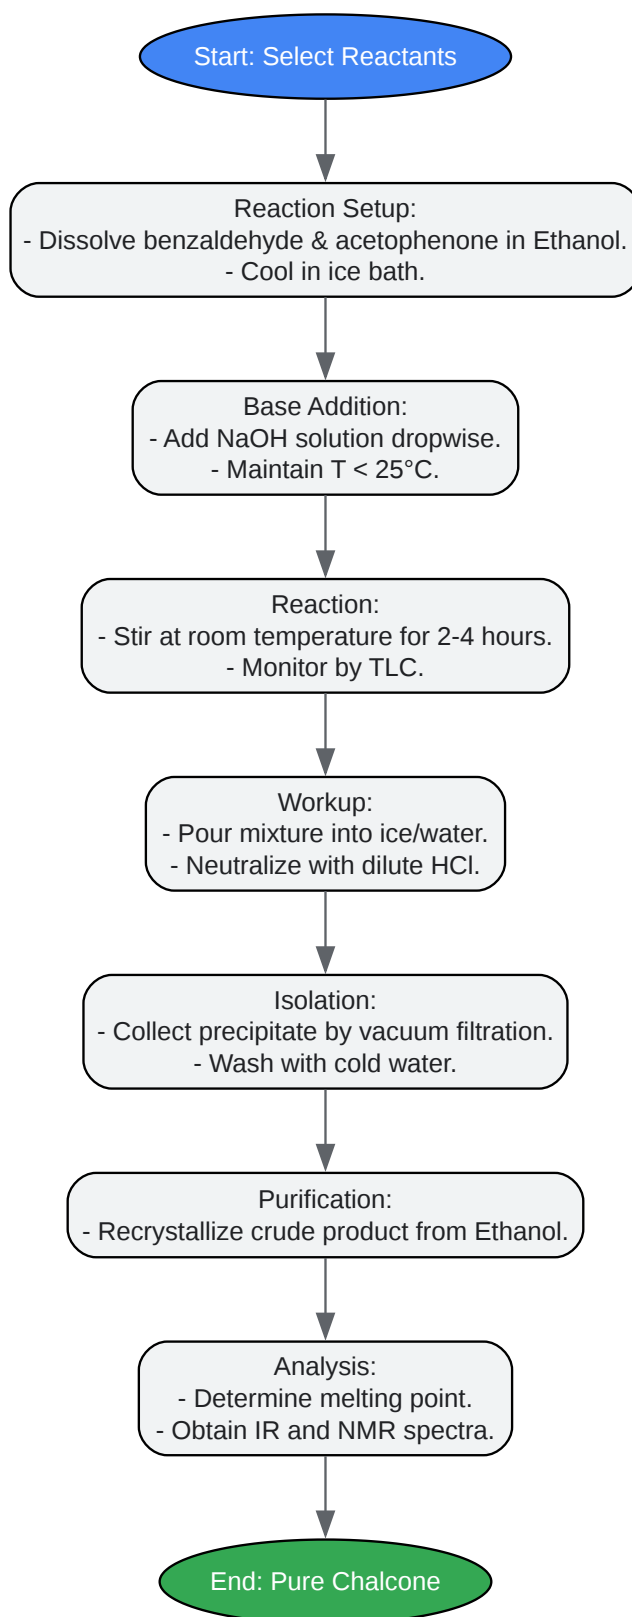 Start: Select Reactants
Reaction Setup:
- Dissolve benzaldehyde & acetophenone in Ethanol.
- Cool in ice bath.
Base Addition:
- Add NaOH solution dropwise.
- Maintain T < 25°C.
Reaction:
- Stir at room temperature for 2-4 hours.
- Monitor by TLC.
Workup:
- Pour mixture into ice/water.
- Neutralize with dilute HCl.
Isolation:
- Collect precipitate by vacuum filtration.
- Wash with cold water.
Purification:
- Recrystallize crude product from Ethanol.
Analysis:
- Determine melting point.
- Obtain IR and NMR spectra.
End: Pure Chalcone